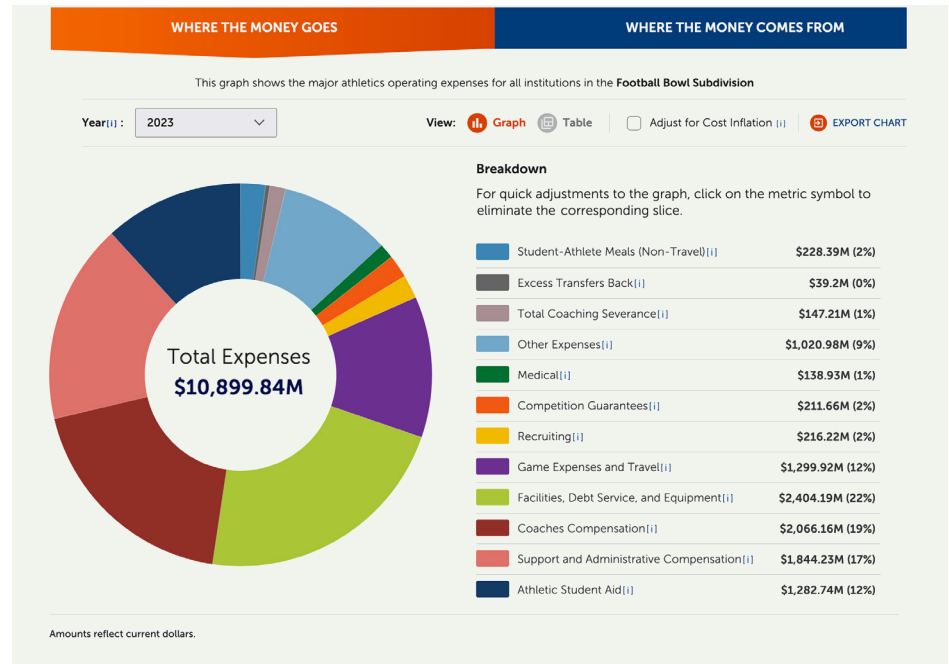 WHERE THE MONEY GOES
WHERE THE MONEY COMES FROM
This graph shows the major athletics operating expenses for all institutions in the Football Bowl Subdivision
Year[i] : 2023 View: Graph Table Adjust for Cost Inflation [i] EXPORT CHART
Breakdown
For quick adjustments to the graph, click on the metric symbol to
eliminate the corresponding slice.
Student-Athlete Meals (Non-Travel)[i] $228.39M (2%)
Excess Transfers Back[i] $39.2M (0%)
Total Coaching Severance[i] $147.21M (1%)
Other Expenses[i] $1,020.98M (9%)
Medical[i] $138.93M (1%)
Competition Guarantees[i] $211.66M (2%)
Recruiting[i] $216.22M (2%)
Game Expenses and Travel[i] $1,299.92M (12%)
Facilities, Debt Service, and Equipment[i] $2,404.19M (22%)
Coaches Compensation[i] $2,066.16M (19%)
Support and Administrative Compensation[i] $1,844.23M (17%)
Athletic Student Aid[i] $1,282.74M (12%)
Total Expenses
$10,899.84M
Amounts reflect current dollars.